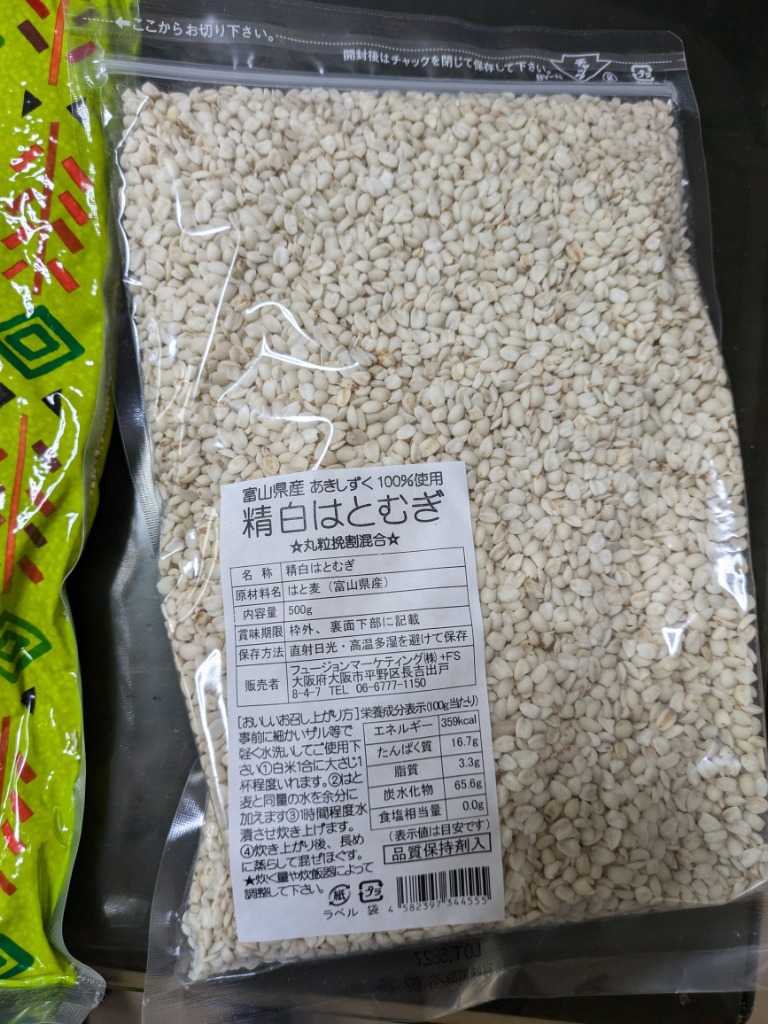 ←ここからお切り下さい。
開封後はチャックを閉じて保存して下さい。
チャック
プラ
富山県産 あきしずく 100%使用
精白はとむぎ
☆丸粒挽割混合☆
名 称 精白はとむぎ
原材料名 はと麦（富山県産）
内容量 500g
賞味期限 枠外、裏面下部に記載
保存方法 直射日光・高温多湿を避けて保存
販売者 フュージョンマーケティング㈱+FS
大阪府大阪市平野区長吉出戸
8-4-7 TEL 06-6777-1150
[おいしいお召し上がり方]
事前に細かいザル等で
軽く水洗いしてご使用下
さい①白米1合に大さじ1
杯程度いれます。②はと
麦と同量の水を余分に
加えます③1時間程度水
漬させ炊き上げます。
④炊き上がり後、長め
に蒸らして混ぜほぐす。
★炊く量や炊飯器によって
調整して下さい。
栄養成分表示(100g当たり)
エネルギー 359kcal
たんぱく質 16.7g
脂質 3.3g
炭水化物 65.6g
食塩相当量 0.0g
(表示値は目安です)
品質保持剤入
紙 プラ
ラベル 袋
4 582397 344555
LOT.5B27